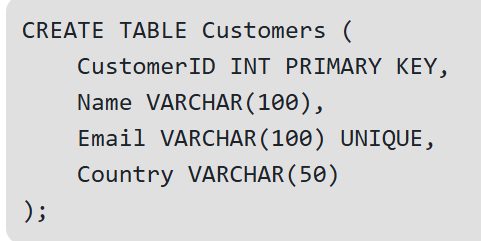 CREATE TABLE Customers (
    CustomerID INT PRIMARY KEY,
    Name VARCHAR(100),
    Email VARCHAR(100) UNIQUE,
    Country VARCHAR(50)
);